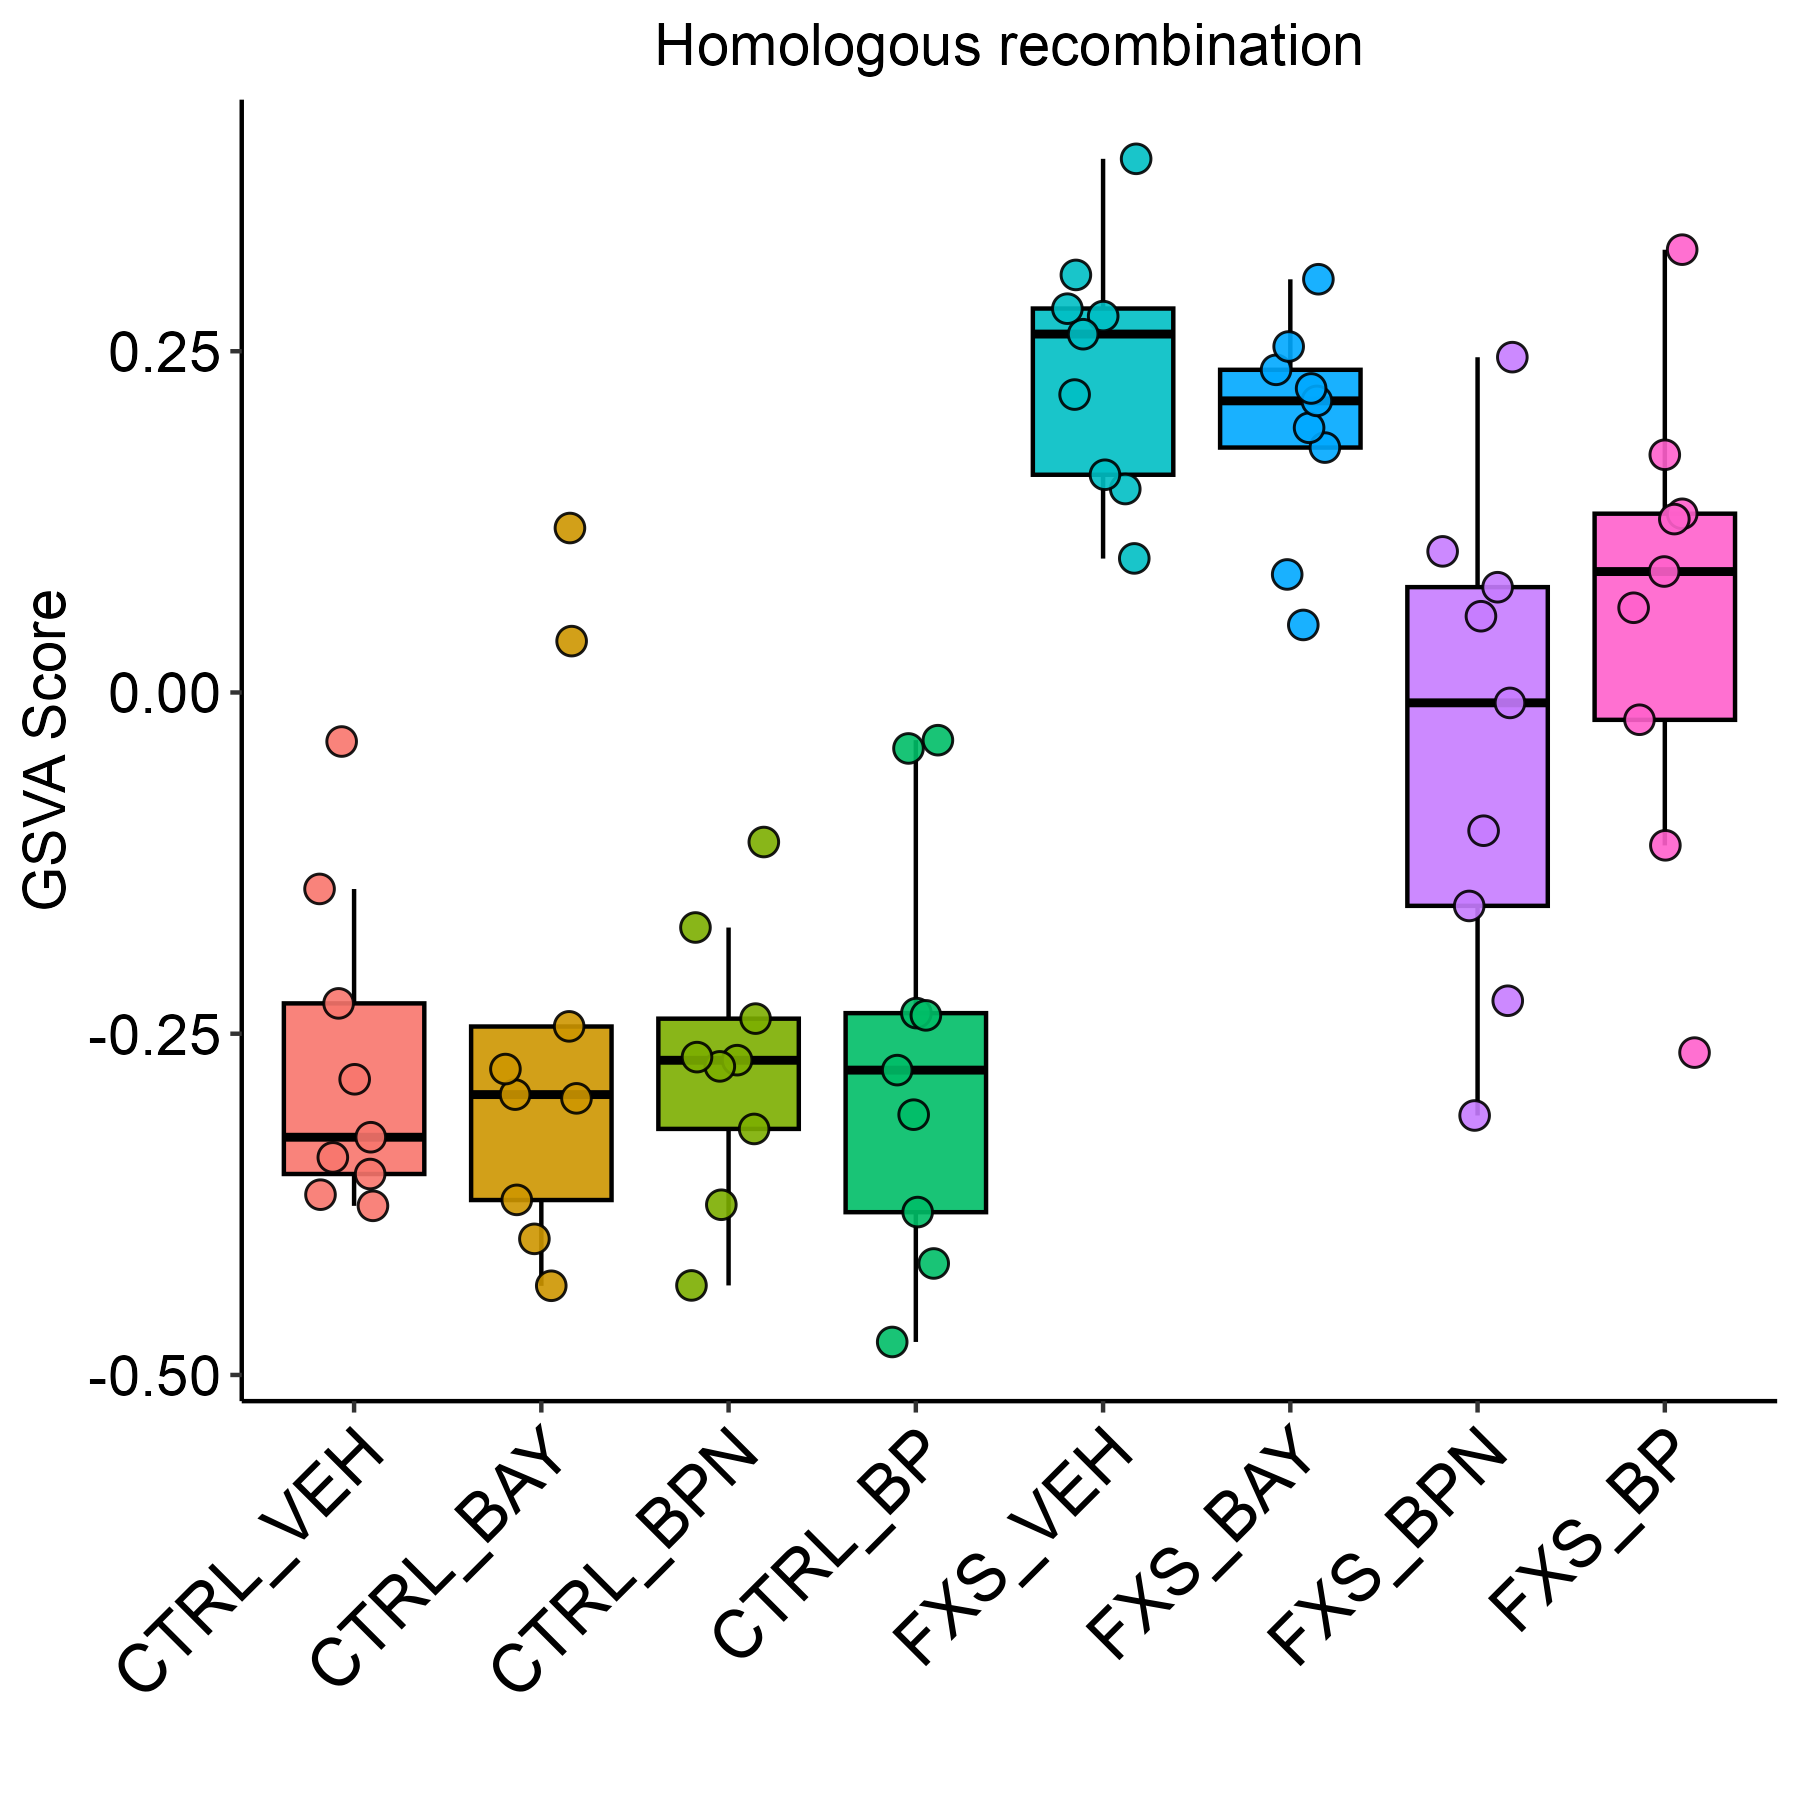 Homologous recombination
GSVA Score
0.25
0.00
-0.25
-0.50
CTRL_VEH
CTRL_BAY
CTRL_BPN
CTRL_BP
FXS_VEH
FXS_BAY
FXS_BPN
FXS_BP